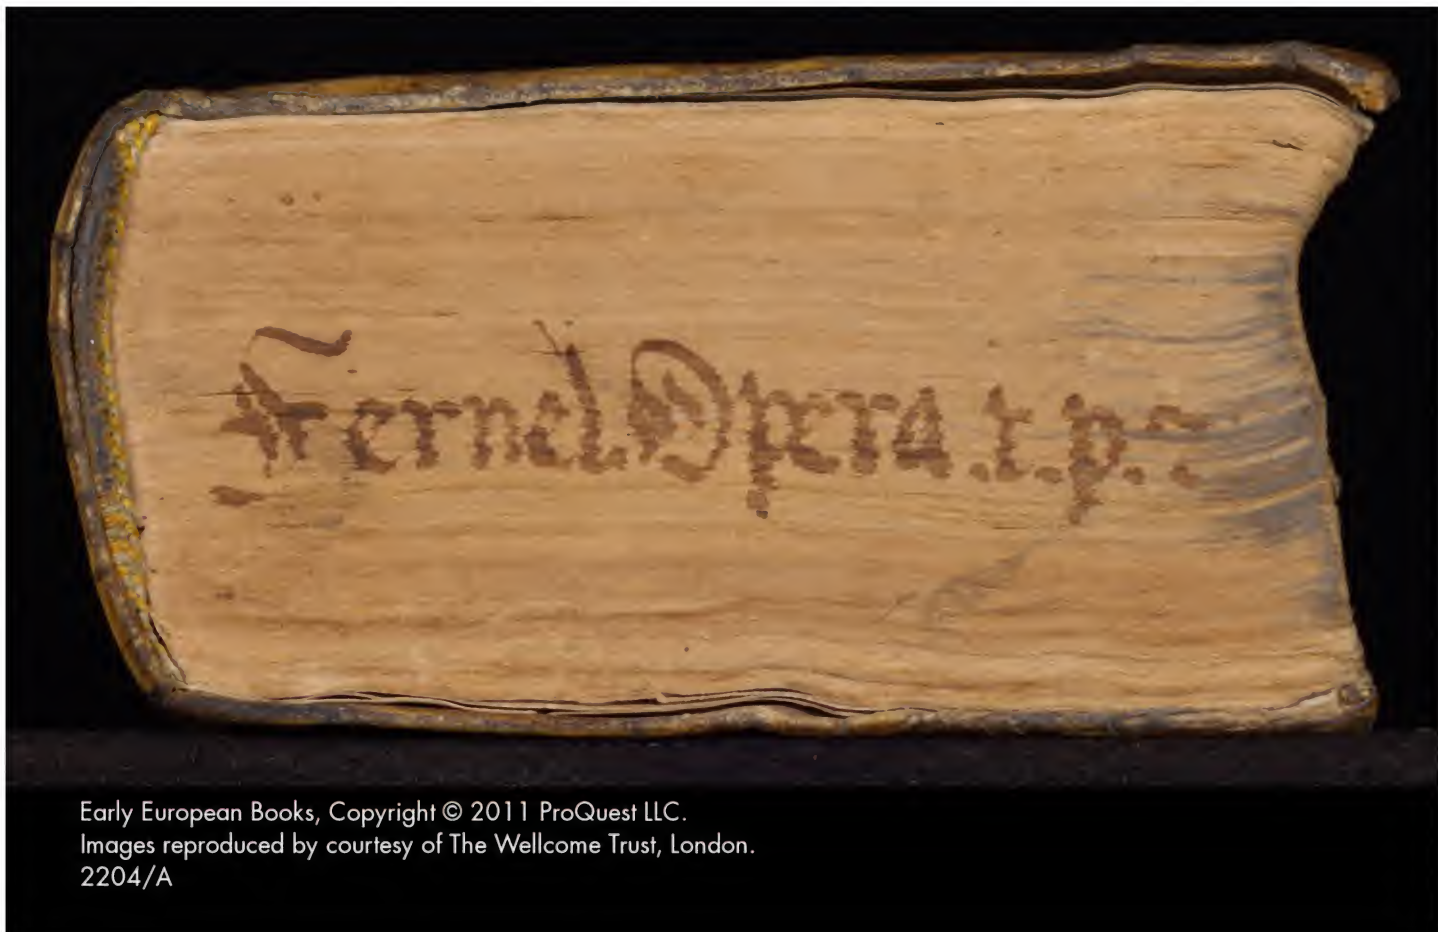 Fernel. Opera. t. p. 2
Early European Books, Copyright © 2011 ProQuest LLC.
Images reproduced by courtesy of The Wellcome Trust, London.
2204/A